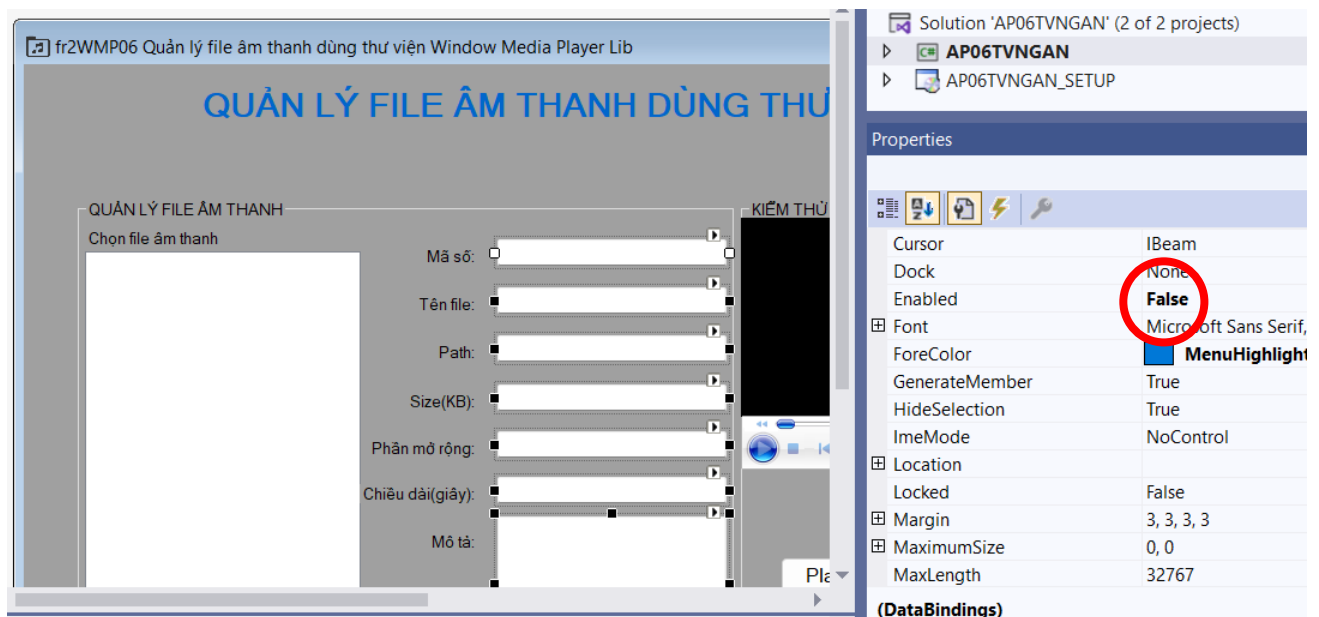 fr2WMP06 Quản lý file âm thanh dùng thư viện Window Media Player Lib
QUẢN LÝ FILE ÂM THANH DÙNG THƯ
QUẢN LÝ FILE ÂM THANH
KIỂM THỬ
Chọn file âm thanh
Mã số:
Tên file:
Path:
Size(KB):
Phần mở rộng:
Chiều dài(giây):
Mô tả:
Solution 'AP06TVNGAN' (2 of 2 projects)
C# AP06TVNGAN
AP06TVNGAN_SETUP
Properties
Cursor IBeam
Dock None
Enabled False
Font Microsoft Sans Serif,
ForeColor MenuHighlight
GenerateMember True
HideSelection True
ImeMode NoControl
Location
Locked False
Margin 3, 3, 3, 3
MaximumSize 0, 0
MaxLength 32767
(DataBindings)